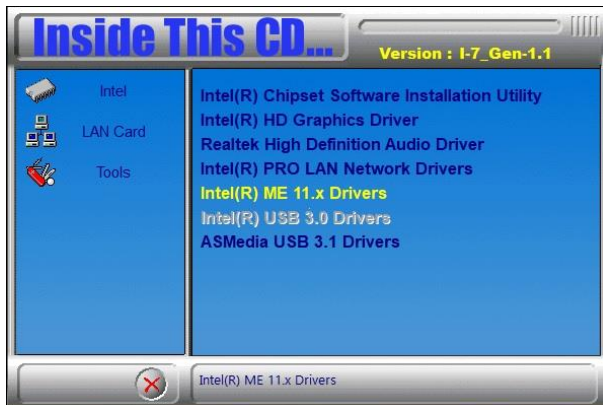 Inside This CD...
Version : I-7_Gen-1.1
Intel
LAN Card
Tools
Intel(R) Chipset Software Installation Utility
Intel(R) HD Graphics Driver
Realtek High Definition Audio Driver
Intel(R) PRO LAN Network Drivers
Intel(R) ME 11.x Drivers
Intel(R) USB 3.0 Drivers
ASMedia USB 3.1 Drivers
Intel(R) ME 11.x Drivers